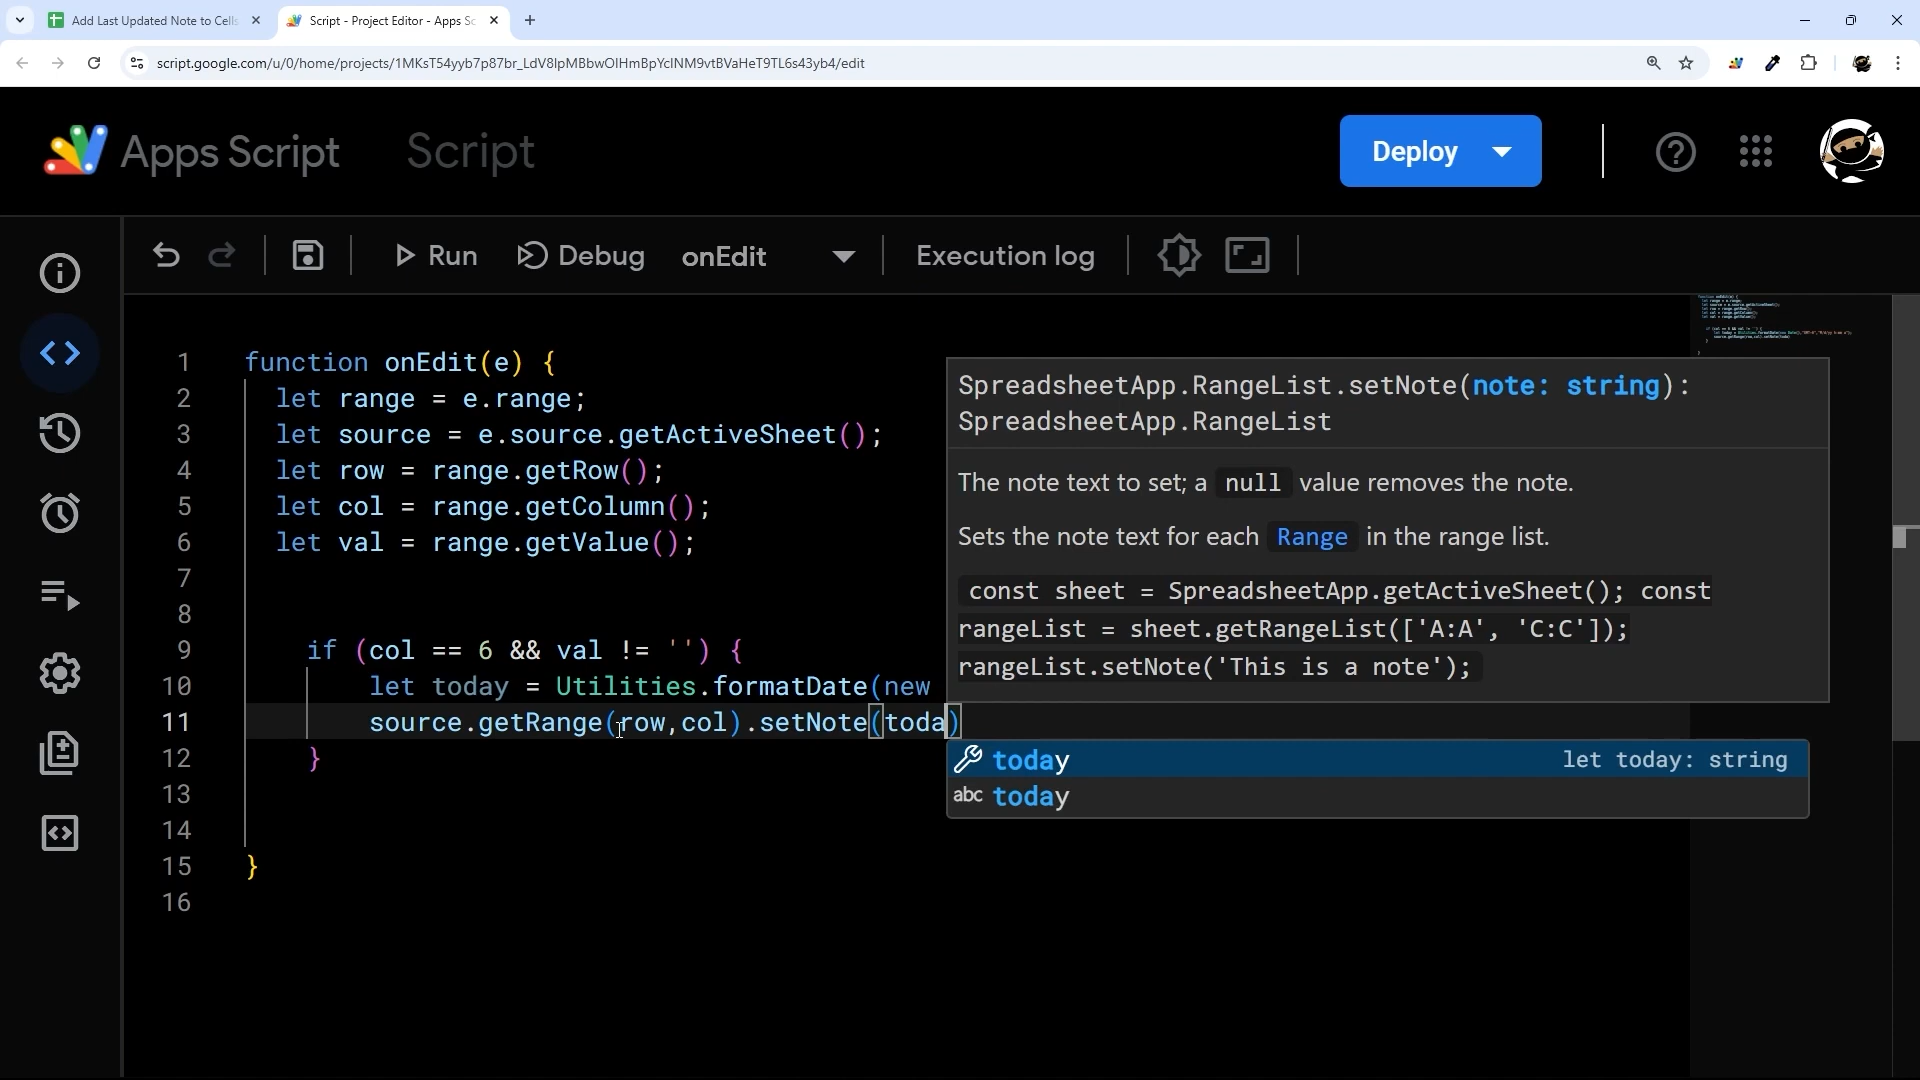 Add Last Updated Note to Cells
Script - Project Editor - Apps Sc
script.google.com/u/0/home/projects/1MKsT54yyb7p87br_LdV8lpMBbwOlHmBpYclNM9vtBVaHeT9TL6s43yb4/edit
Apps Script
Script
Deploy
Run
Debug
onEdit
Execution log
1 function onEdit(e) {
2 let range = e.range;
3 let source = e.source.getActiveSheet();
4 let row = range.getRow();
5 let col = range.getColumn();
6 let val = range.getValue();
7
8
9 if (col == 6 && val != '') {
10 let today = Utilities.formatDate(new
11 source.getRange(row,col).setNote(toda)
12 }
13
14
15 }
16
SpreadsheetApp.RangeList.setNote(note: string):
SpreadsheetApp.RangeList
The note text to set; a null value removes the note.
Sets the note text for each Range in the range list.
const sheet = SpreadsheetApp.getActiveSheet(); const
rangeList = sheet.getRangeList(['A:A', 'C:C']);
rangeList.setNote('This is a note');
today let today: string
abc today